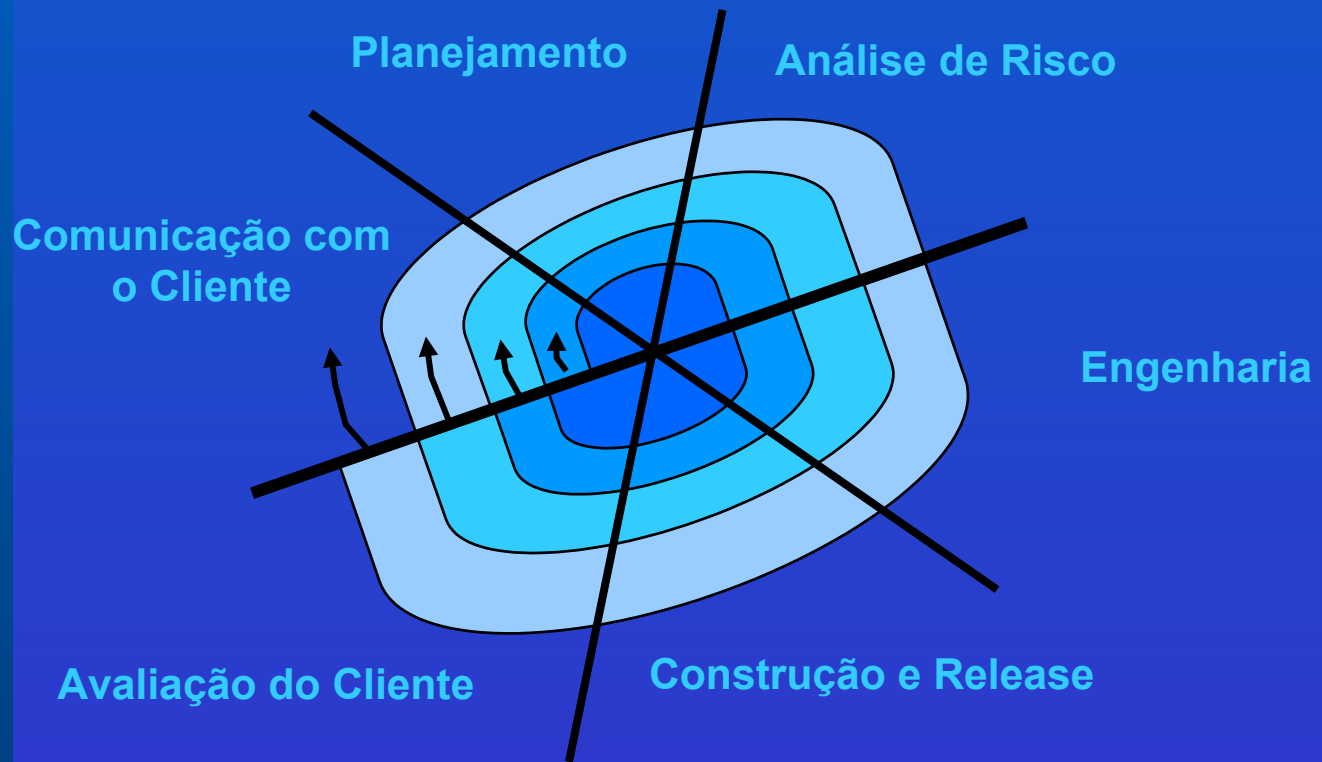 Planejamento
Análise de Risco
Comunicação com
o Cliente
Engenharia
Avaliação do Cliente
Construção e Release